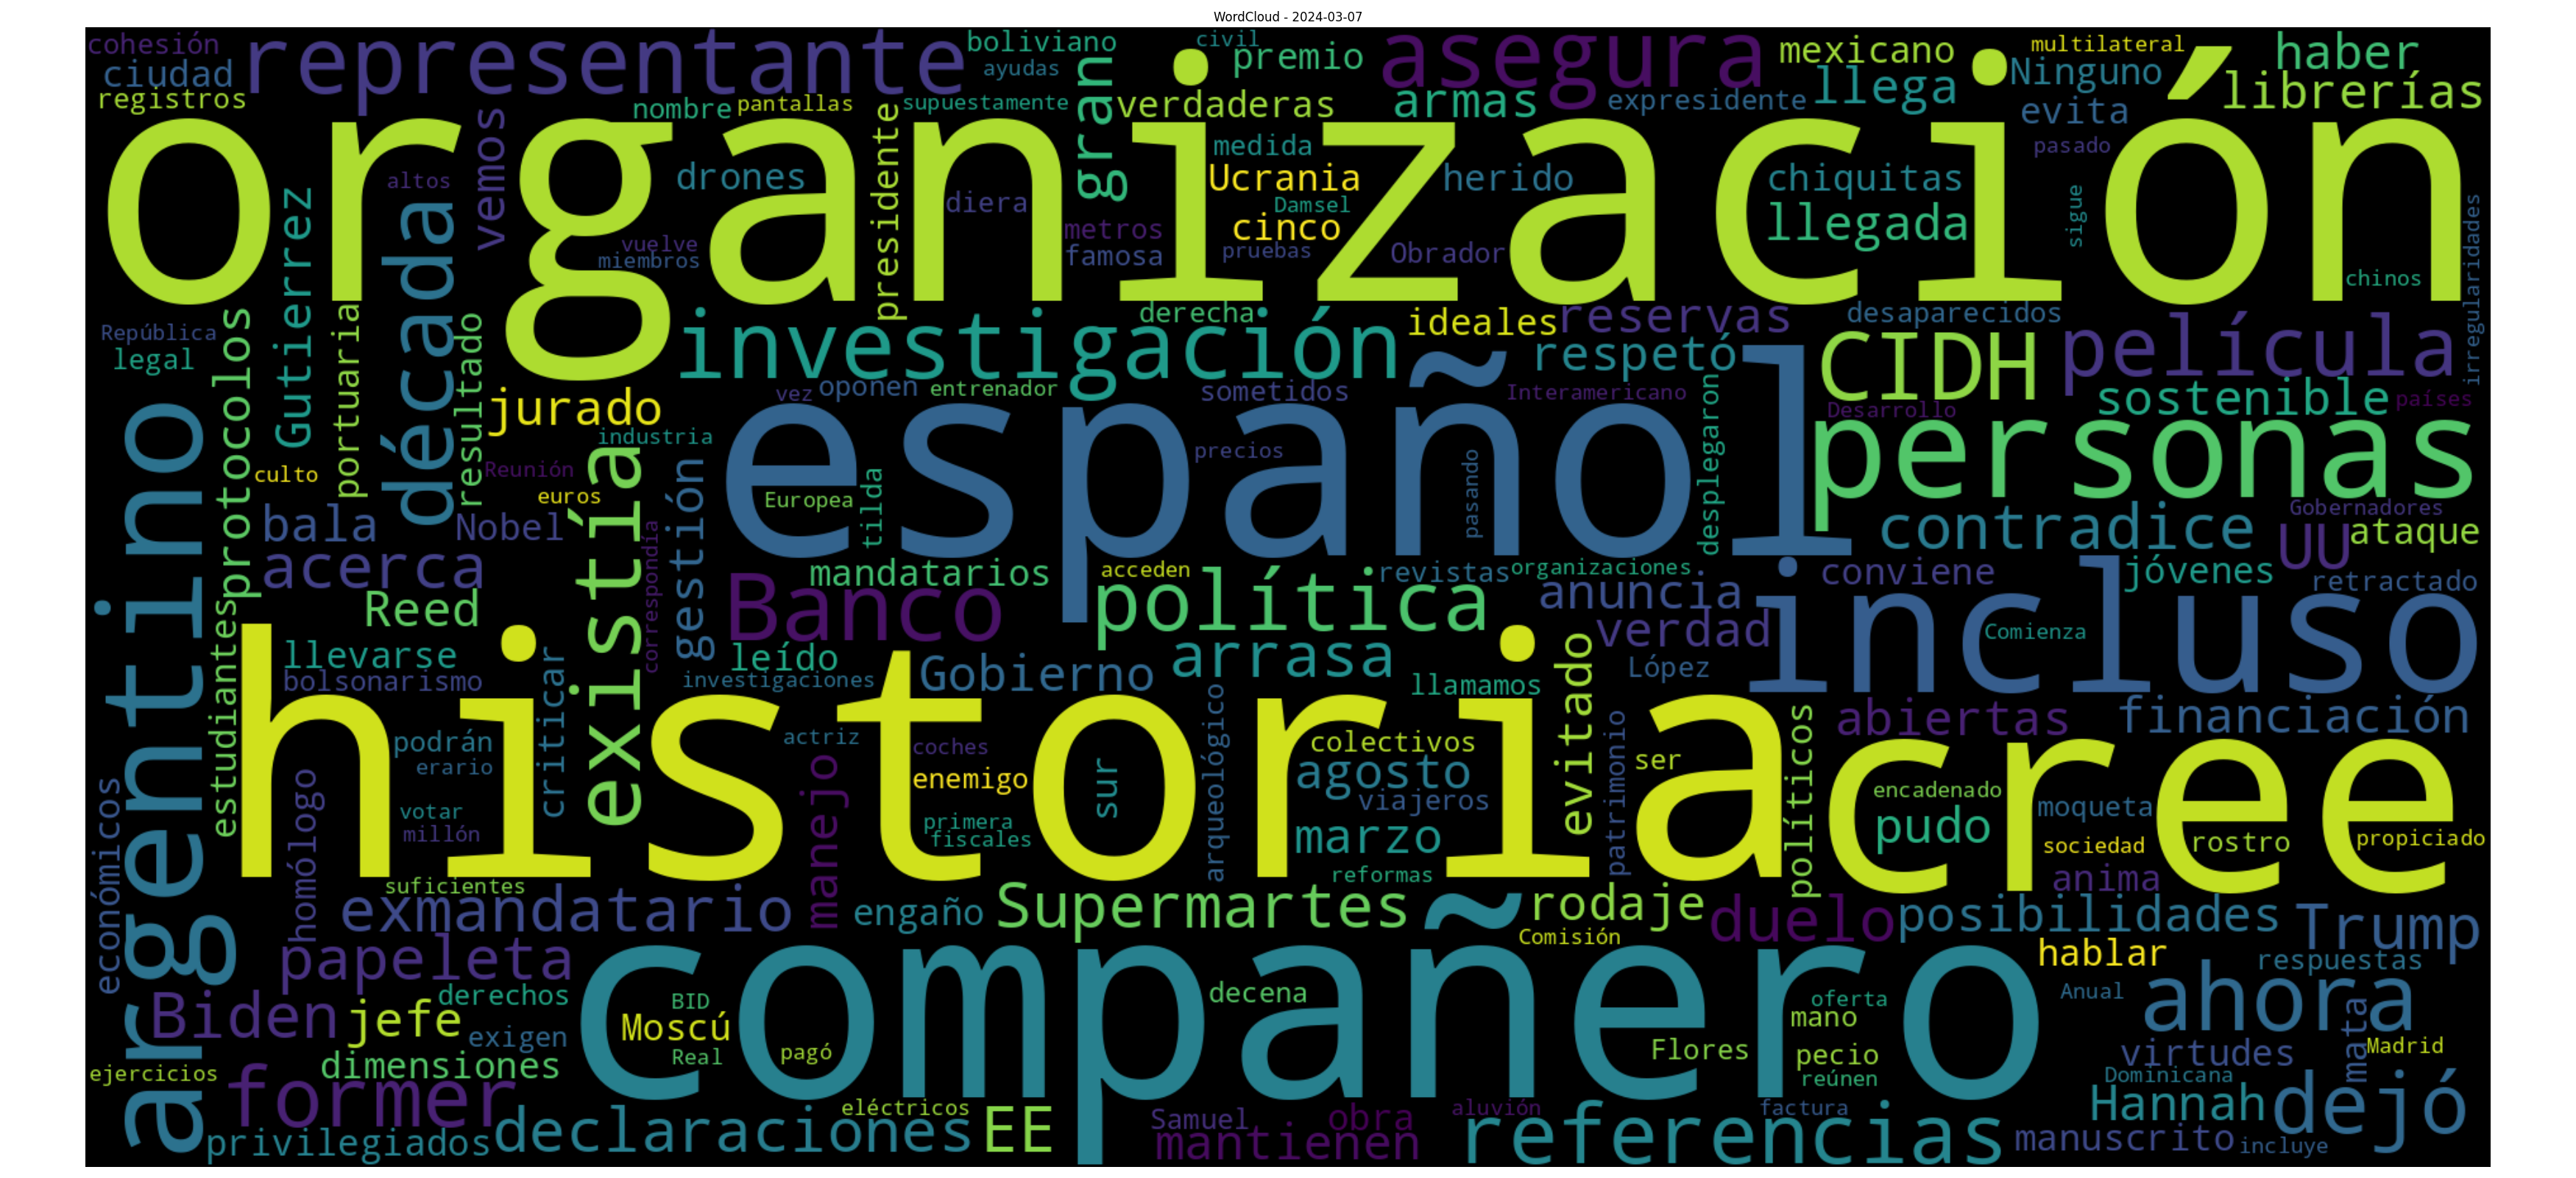 WordCloud - 2024-03-07
cohesión
ciudad
registros
representante
boliviano
ayudas
civil
premio
asegura
mexicano
multilateral
Ninguno
haber
librerías
nombre
pantallas
supuestamente
gran
verdaderas
armas
expresidente
llega
evita
organización
vemos
altos
drones
presidente
diera
medida
Ucrania
Damsel
cinco
herido
chiquitas
llegada
pasado
sigue
irregularidades
chinos
Gutierrez
década
vuelve
miembros
metros
famosa
pruebas
Obrador
República
legal
protocolos
portuaria
resultado
jurado
investigación
derecha
ideales
reservas
respetó
desaparecidos
CIDH
película
sostenible
países
Desarrollo
personas
vez
oponen
entrenador
sometidos
Interamericano
industria
Reunión
culto
euros
existía
gestión
español
precios
Europea
tilda
pasando
desplegaron
bala
Nobel
acerca
Reed
correspondía
contradice
Gobernadores
UU
ataque
argentino
estudiantes
mandatarios
acceden
revistas
organizaciones
Banco
política
anuncia
conviene
jóvenes
retractado
verdad
incluso
Comienza
llevarse
bolsonarismo
criticar
leído
investigaciones
Gobierno
arrasa
llamamos
evitado
López
abiertas
financiación
historia
cree
podrán
erario
actriz
coches
enemigo
arqueológico
colectivos
agosto
viajeros
patrimonio
ser
políticos
encadenado
moqueta
pudo
sociedad
rostro
propiciado
económicos
homólogo
votar
millón
manejo
primera
fiscales
sur
marzo
reformas
anima
suficientes
exmandatario
engaño
Supermartes
rodaje
Comisión
duelo
posibilidades
Trump
papeleta
compañero
hablar
respuestas
Biden
jefe
derechos
exigen
BID
Moscú
Real
pagó
decena
oferta
mano
Anual
ahora
mata
Flores
pecio
reúnen
virtudes
Madrid
ejercicios
dimensiones
former
Dominicana
Hannah
dejó
privilegiados
declaraciones
eléctricos
EE
Samuel
obra
mantienen
aluvión
referencias
factura
manuscrito
incluye